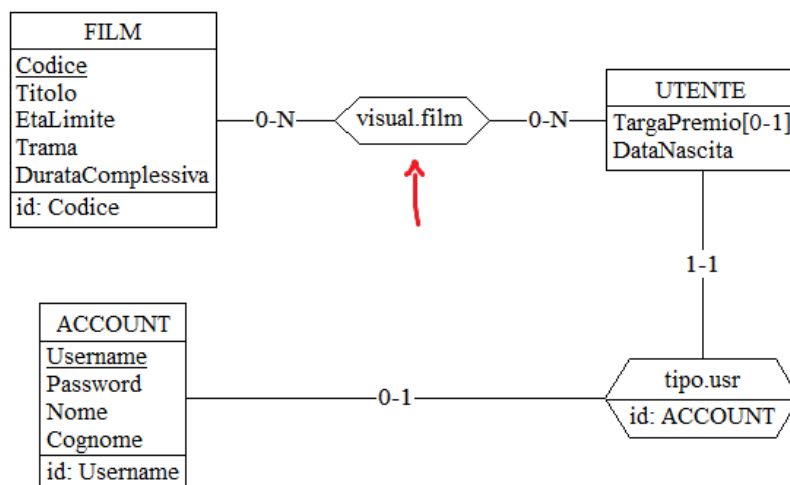 FILM
Codice
Titolo
EtaLimite
Trama
DurataComplessiva
id: Codice
0-N
visual.film
0-N
UTENTE
TargaPremio[0-1]
DataNascita
1-1
ACCOUNT
Username
Password
Nome
Cognome
id: Username
0-1
tipo.usr
id: ACCOUNT